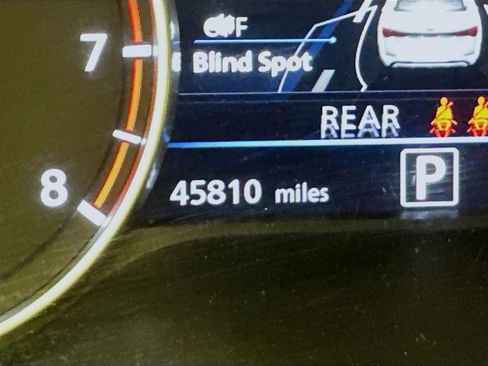 7
OFF
Blind Spot
REAR
8
45810 miles
P